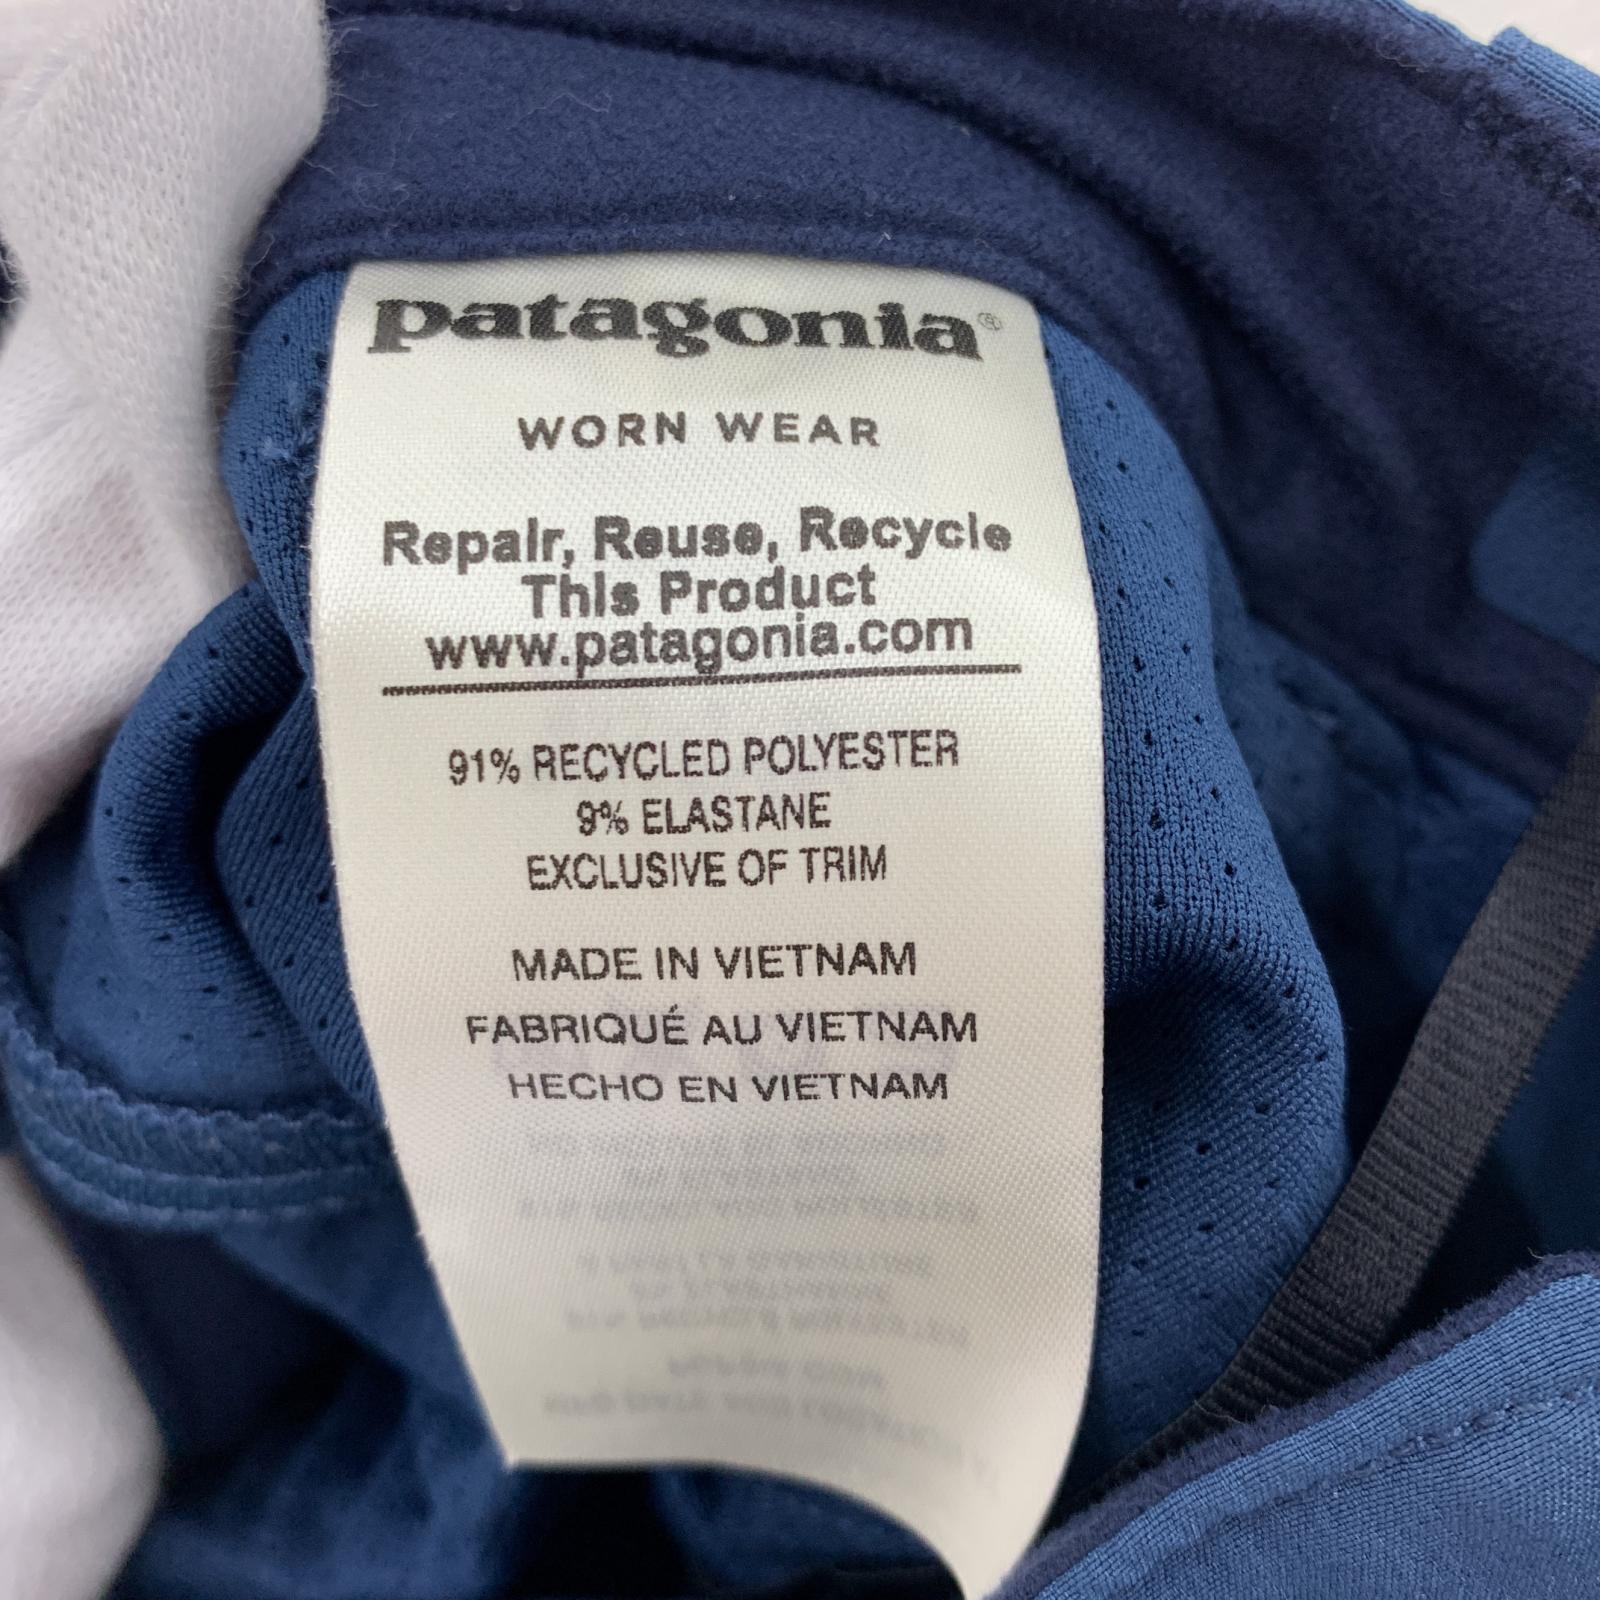 patagonia®
WORN WEAR
Repair, Reuse, Recycle
This Product
www.patagonia.com
91% RECYCLED POLYESTER
9% ELASTANE
EXCLUSIVE OF TRIM
MADE IN VIETNAM
FABRIQUÉ AU VIETNAM
HECHO EN VIETNAM